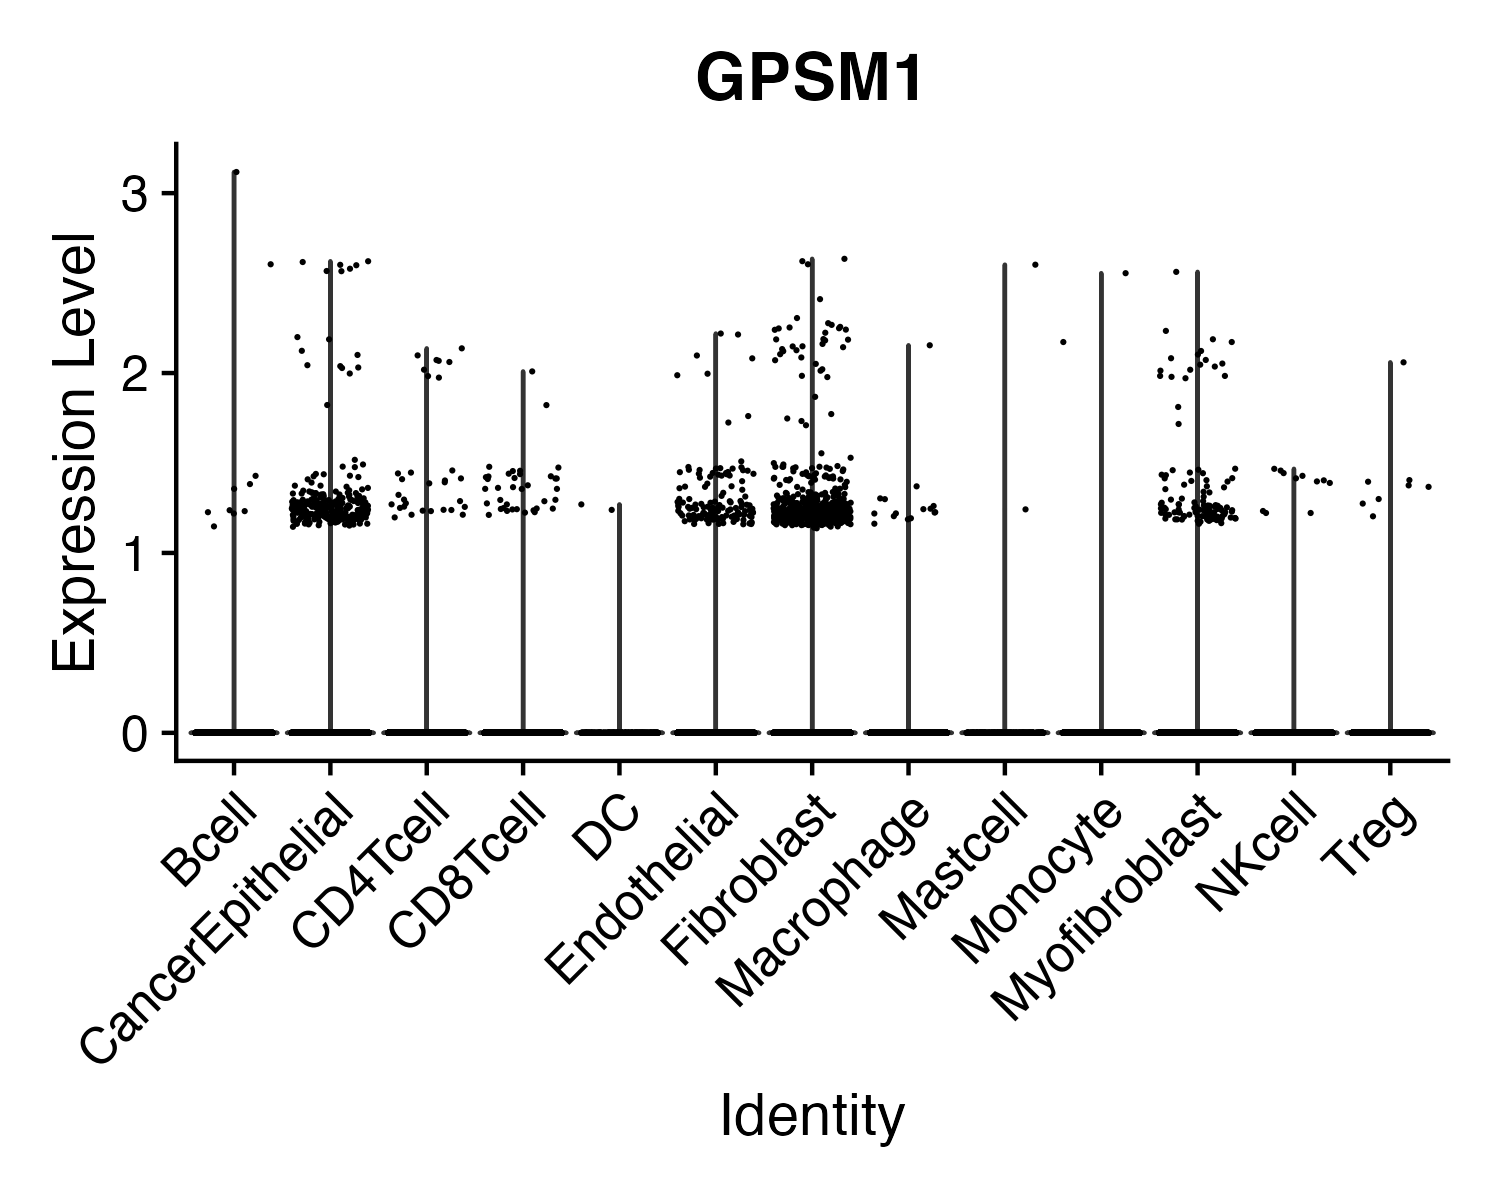 GPSM1
Expression Level
3
2
1
0
Bcell
CancerEpithelial
CD4Tcell
CD8Tcell
DC
Endothelial
Fibroblast
Macrophage
Mastcell
Monocyte
Myofibroblast
NKcell
Treg
Identity